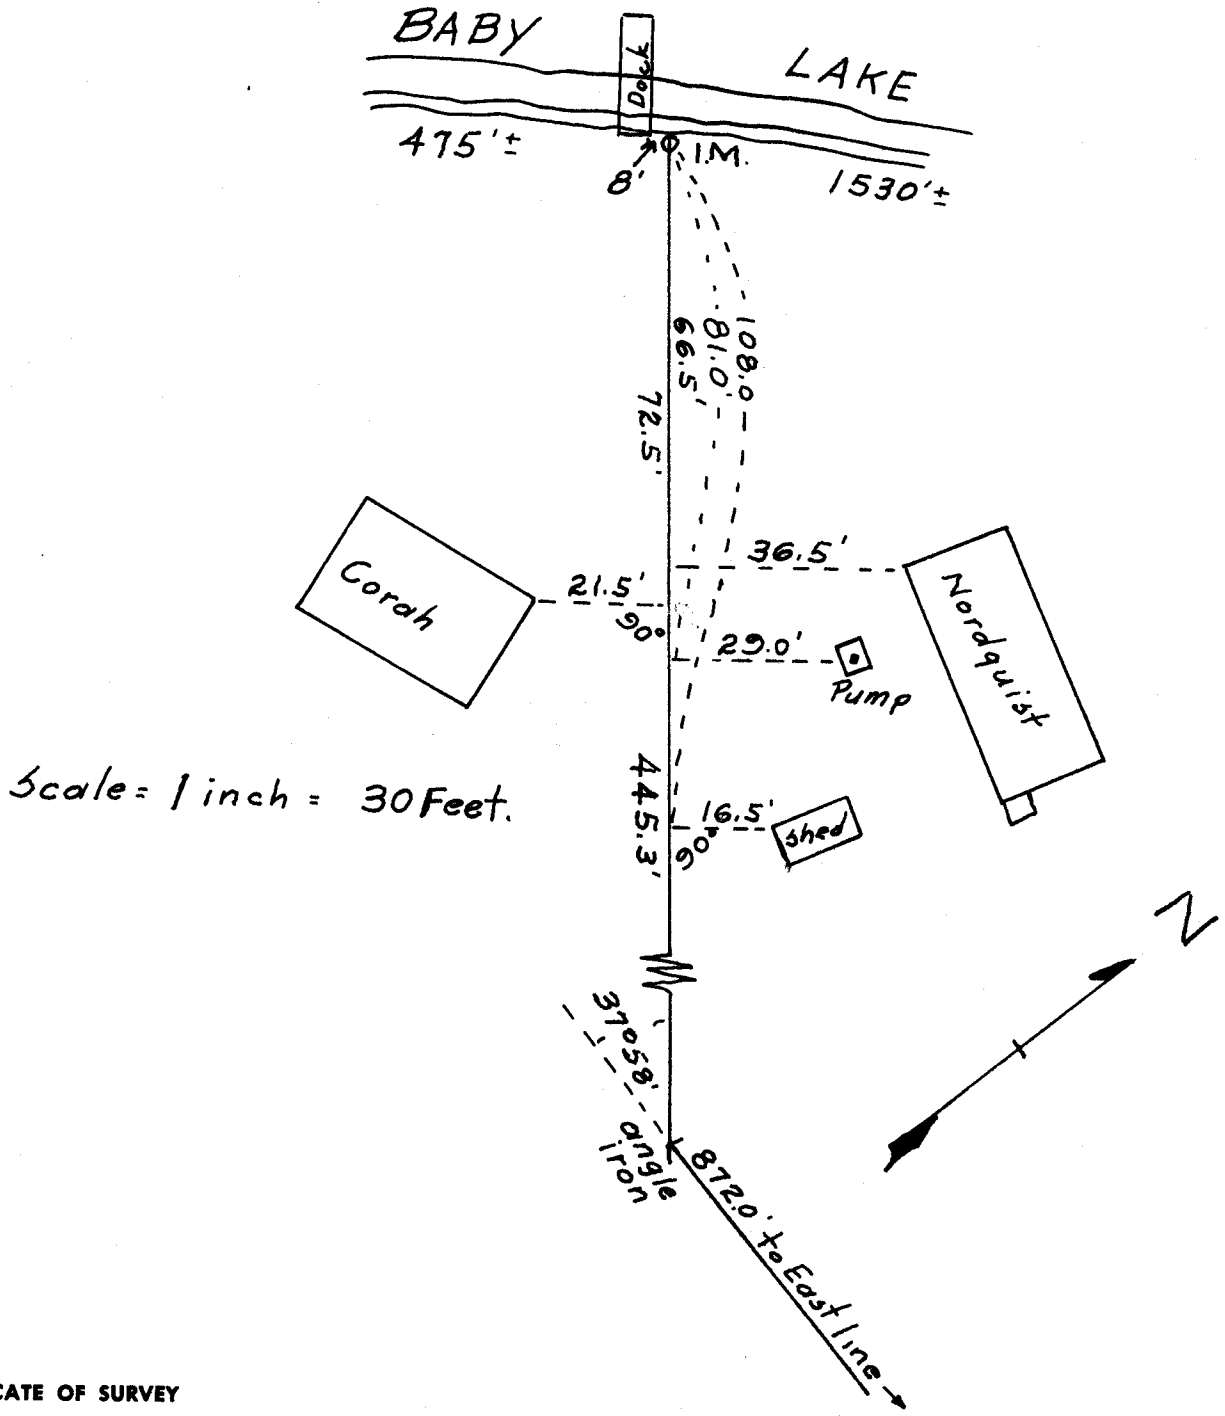 BABY
LAKE
Dock
475'±
8'
I.M.
1530'±
108.0
81.0'
66.5'
72.5'
36.5'
21.5'
90°
29.0'
Corah
Nordquist
Pump
Scale = 1 inch = 30 Feet.
445.3'
16.5'
90°
shed
N
37°58'
angle
iron
872.0' to East line
CATE OF SURVEY